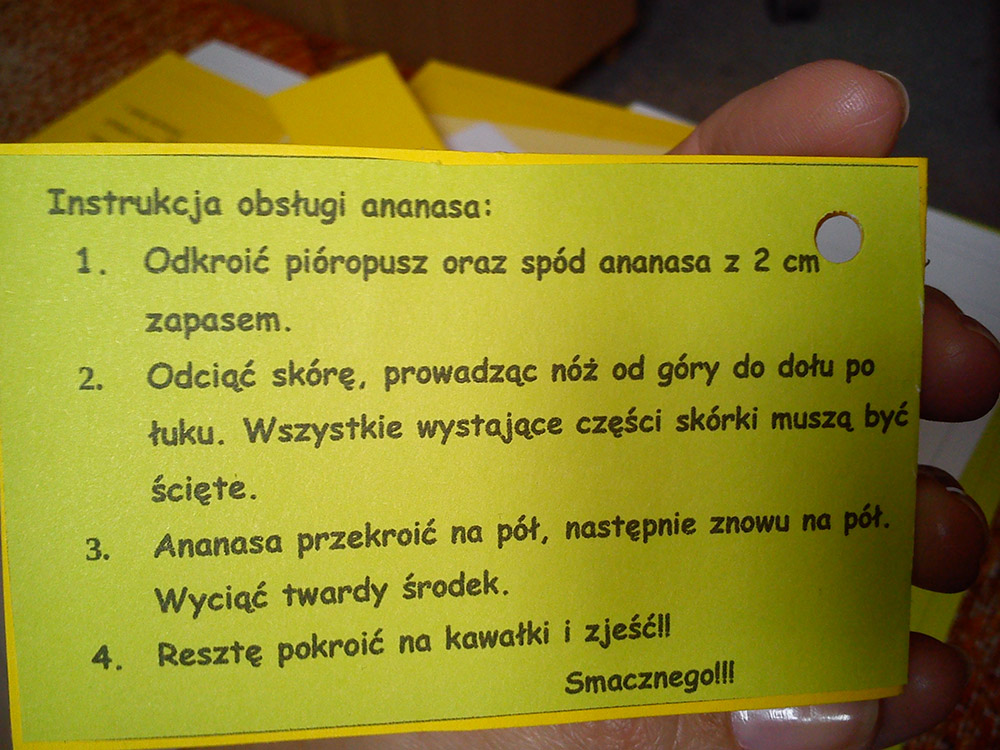 Instrukcja obsługi ananasa:
1. Odkroić pióropusz oraz spód ananasa z 2 cm
zapasem.
2. Odciąć skórę, prowadząc nóż od góry do dołu po
łuku. Wszystkie wystające części skórki muszą być
ścięte.
3. Ananasa przekroić na pół, następnie znowu na pół.
Wyciąć twardy środek.
4. Resztę pokroić na kawałki i zjeść!!
Smacznego!!!